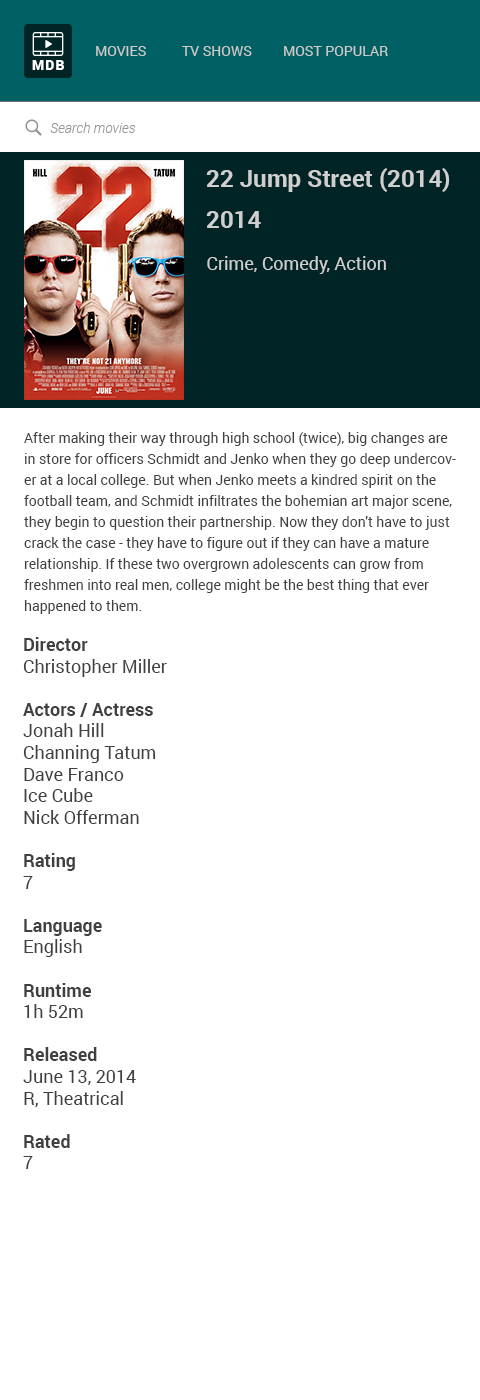 MDB
MOVIES
TV SHOWS
MOST POPULAR
Search movies
HILL
TATUM
22
THEY'RE NOT 21 ANYMORE
JUNE
22 Jump Street (2014)
2014
Crime, Comedy, Action
After making their way through high school (twice), big changes are
in store for officers Schmidt and Jenko when they go deep undercov-
er at a local college. But when Jenko meets a kindred spirit on the
football team, and Schmidt infiltrates the bohemian art major scene,
they begin to question their partnership. Now they don't have to just
crack the case - they have to figure out if they can have a mature
relationship. If these two overgrown adolescents can grow from
freshmen into real men, college might be the best thing that ever
happened to them.
Director
Christopher Miller
Actors / Actress
Jonah Hill
Channing Tatum
Dave Franco
Ice Cube
Nick Offerman
Rating
7
Language
English
Runtime
1h 52m
Released
June 13, 2014
R, Theatrical
Rated
7